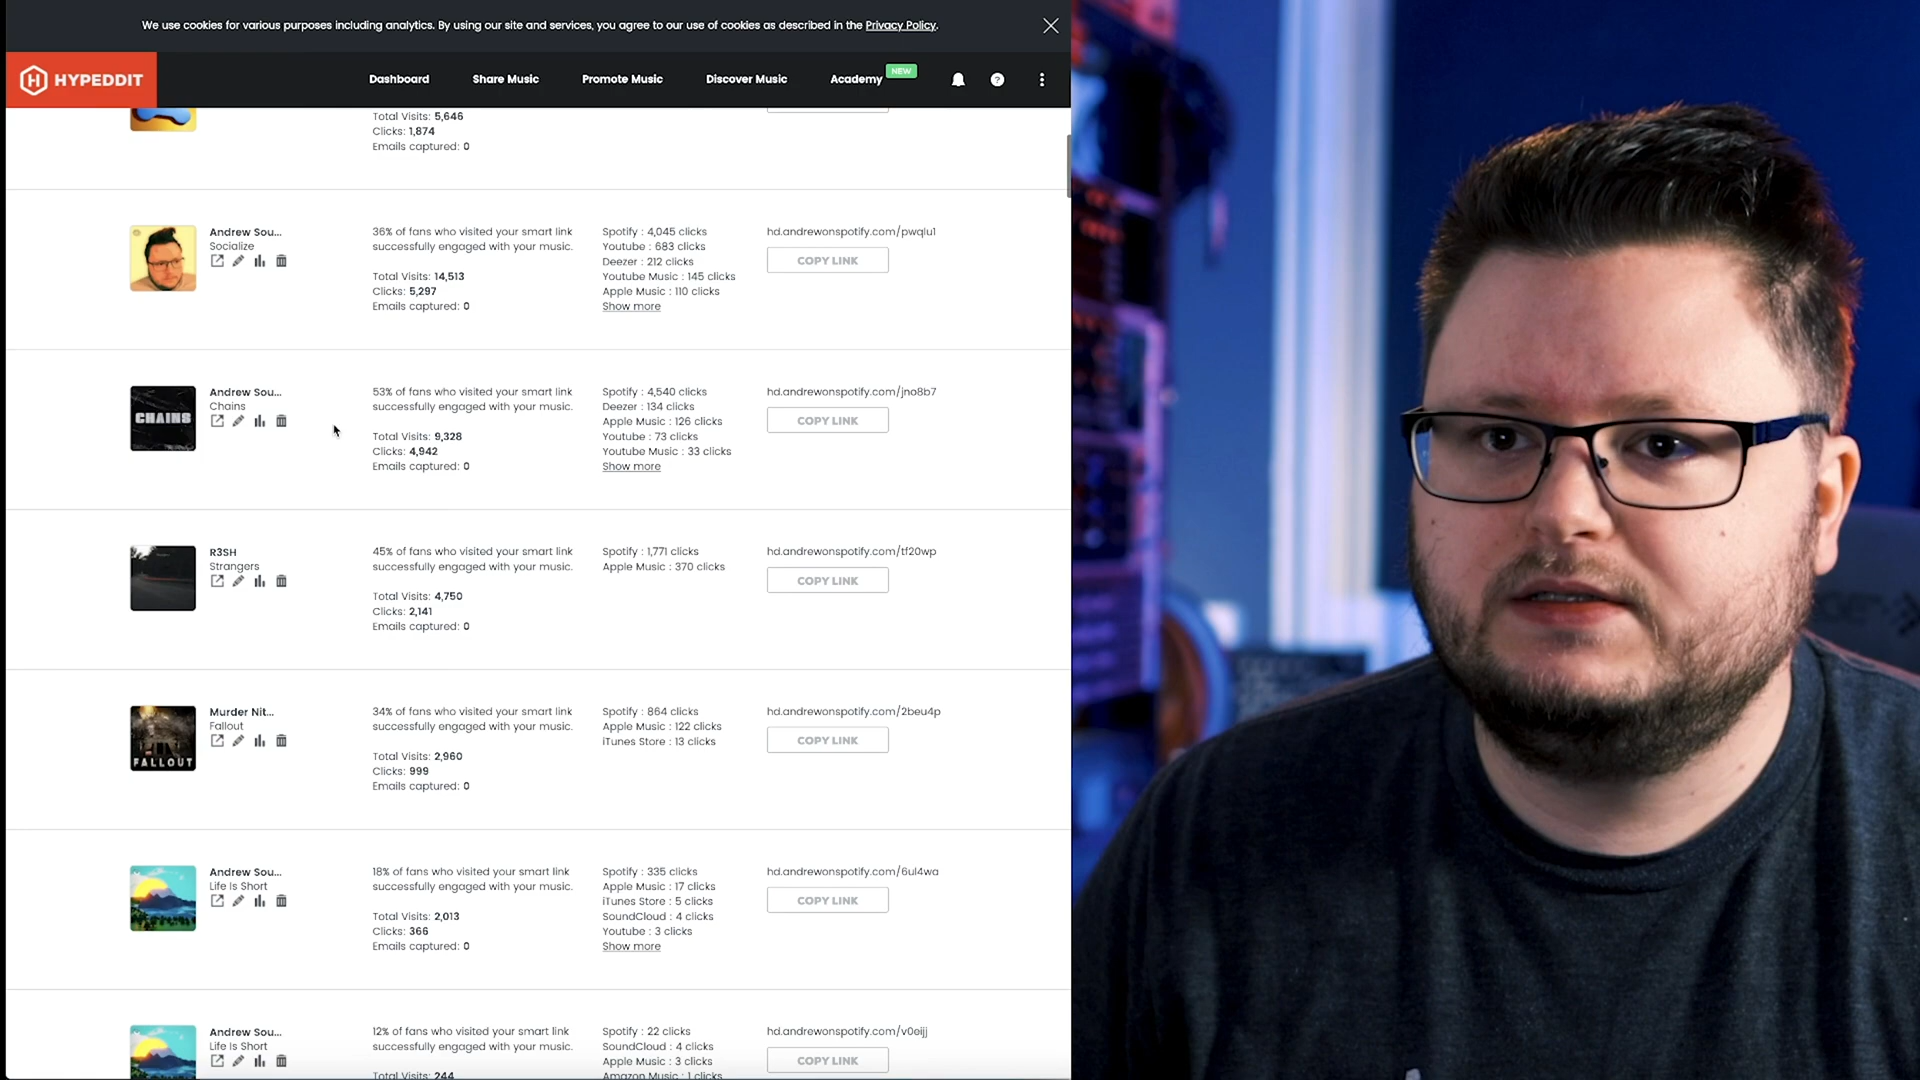 We use cookies for various purposes including analytics. By using our site and services, you agree to our use of cookies as described in the Privacy Policy.
HYPEDDIT
Dashboard
Share Music
Promote Music
Discover Music
Academy
NEW
Total Visits: 5,646
Clicks: 1,874
Emails captured: 0
Andrew Sou...
Socialize
36% of fans who visited your smart link
successfully engaged with your music.
Total Visits: 14,513
Clicks: 5,297
Emails captured: 0
Spotify : 4,045 clicks
Youtube : 683 clicks
Deezer : 212 clicks
Youtube Music : 145 clicks
Apple Music : 110 clicks
Show more
hd.andrewonspotify.com/pwqlu1
COPY LINK
CHAINS
Andrew Sou...
Chains
53% of fans who visited your smart link
successfully engaged with your music.
Total Visits: 9,328
Clicks: 4,942
Emails captured: 0
Spotify : 4,540 clicks
Deezer : 134 clicks
Apple Music : 126 clicks
Youtube : 73 clicks
Youtube Music : 33 clicks
Show more
hd.andrewonspotify.com/jno8b7
COPY LINK
R3SH
Strangers
45% of fans who visited your smart link
successfully engaged with your music.
Total Visits: 4,750
Clicks: 2,141
Emails captured: 0
Spotify : 1,771 clicks
Apple Music : 370 clicks
hd.andrewonspotify.com/tf20wp
COPY LINK
FALLOUT
Murder Nit...
Fallout
34% of fans who visited your smart link
successfully engaged with your music.
Total Visits: 2,960
Clicks: 999
Emails captured: 0
Spotify : 864 clicks
Apple Music : 122 clicks
iTunes Store : 13 clicks
hd.andrewonspotify.com/2beu4p
COPY LINK
Andrew Sou...
Life Is Short
18% of fans who visited your smart link
successfully engaged with your music.
Total Visits: 2,013
Clicks: 366
Emails captured: 0
Spotify : 335 clicks
Apple Music : 17 clicks
iTunes Store : 5 clicks
SoundCloud : 4 clicks
Youtube : 3 clicks
Show more
hd.andrewonspotify.com/6ul4wa
COPY LINK
Andrew Sou...
Life Is Short
12% of fans who visited your smart link
successfully engaged with your music.
Total Visits: 244
Spotify : 22 clicks
SoundCloud : 4 clicks
Apple Music : 3 clicks
Amazon Music : 1 clicks
hd.andrewonspotify.com/v0eijj
COPY LINK